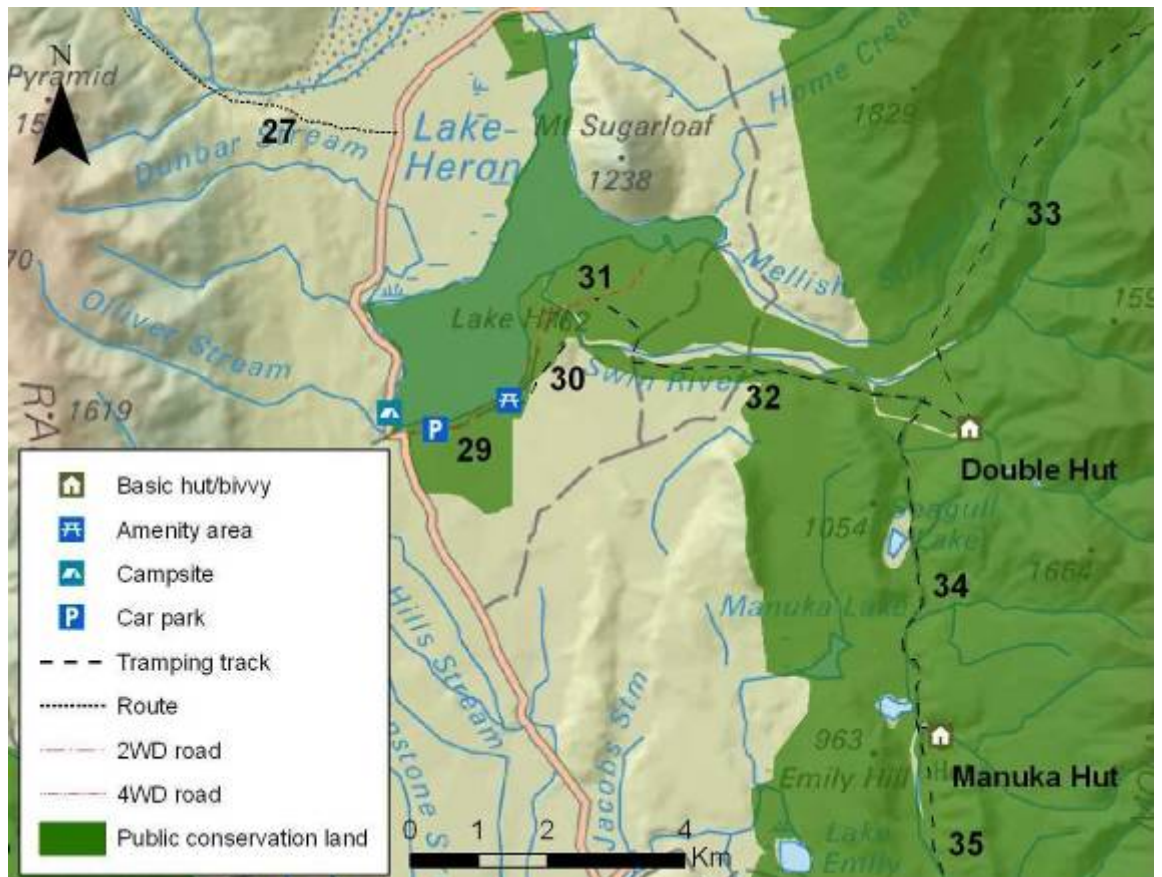 N
Pyramid
27
Dunbar Stream
Lake
Heron
Mt Sugarloaf
1238
Home Creek
1829
33
70
Olliver Stream
31
Mellish
Lake Hill
30
Swin River
32
1619
29
Double Hut
1054
Seagull
Lake
34
1664
Manuka Lake
Hills Stream
Jacobs Stm
963
Emily Hill
Manuka Hut
Lake
Emily
35
Basic hut/bivvy
Amenity area
Campsite
P Car park
Tramping track
Route
2WD road
4WD road
Public conservation land
0 1 2 4
Km
P